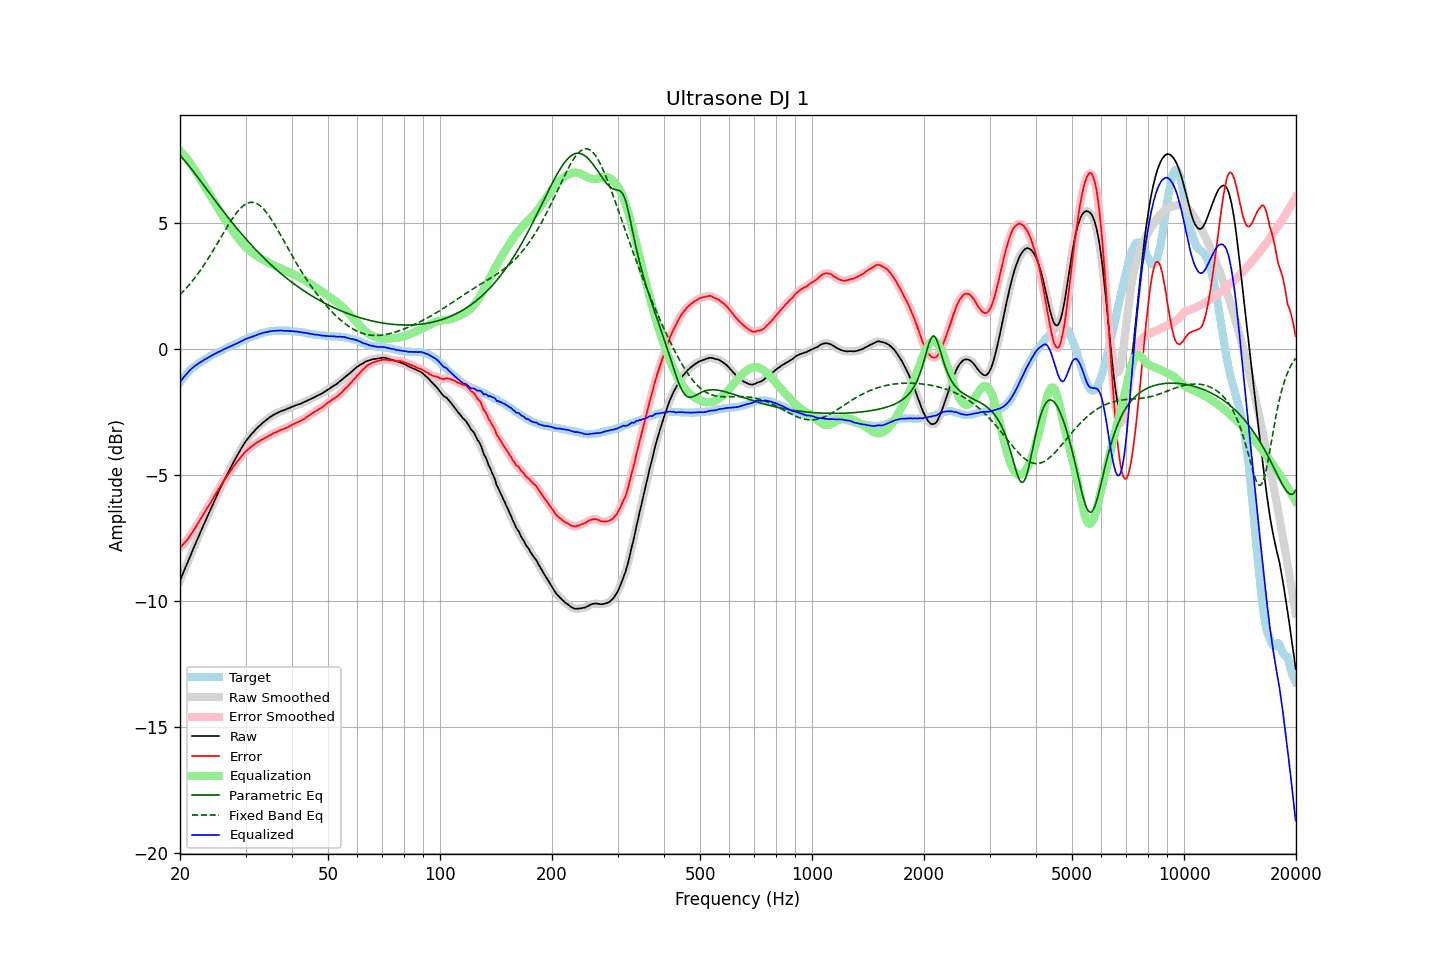 Ultrasone DJ 1
Amplitude (dBr)
5
0
−5
−10
−15
−20
Target
Raw Smoothed
Error Smoothed
Raw
Error
Equalization
Parametric Eq
Fixed Band Eq
Equalized
20 50 100 200 500 1000 2000 5000 10000 20000
Frequency (Hz)